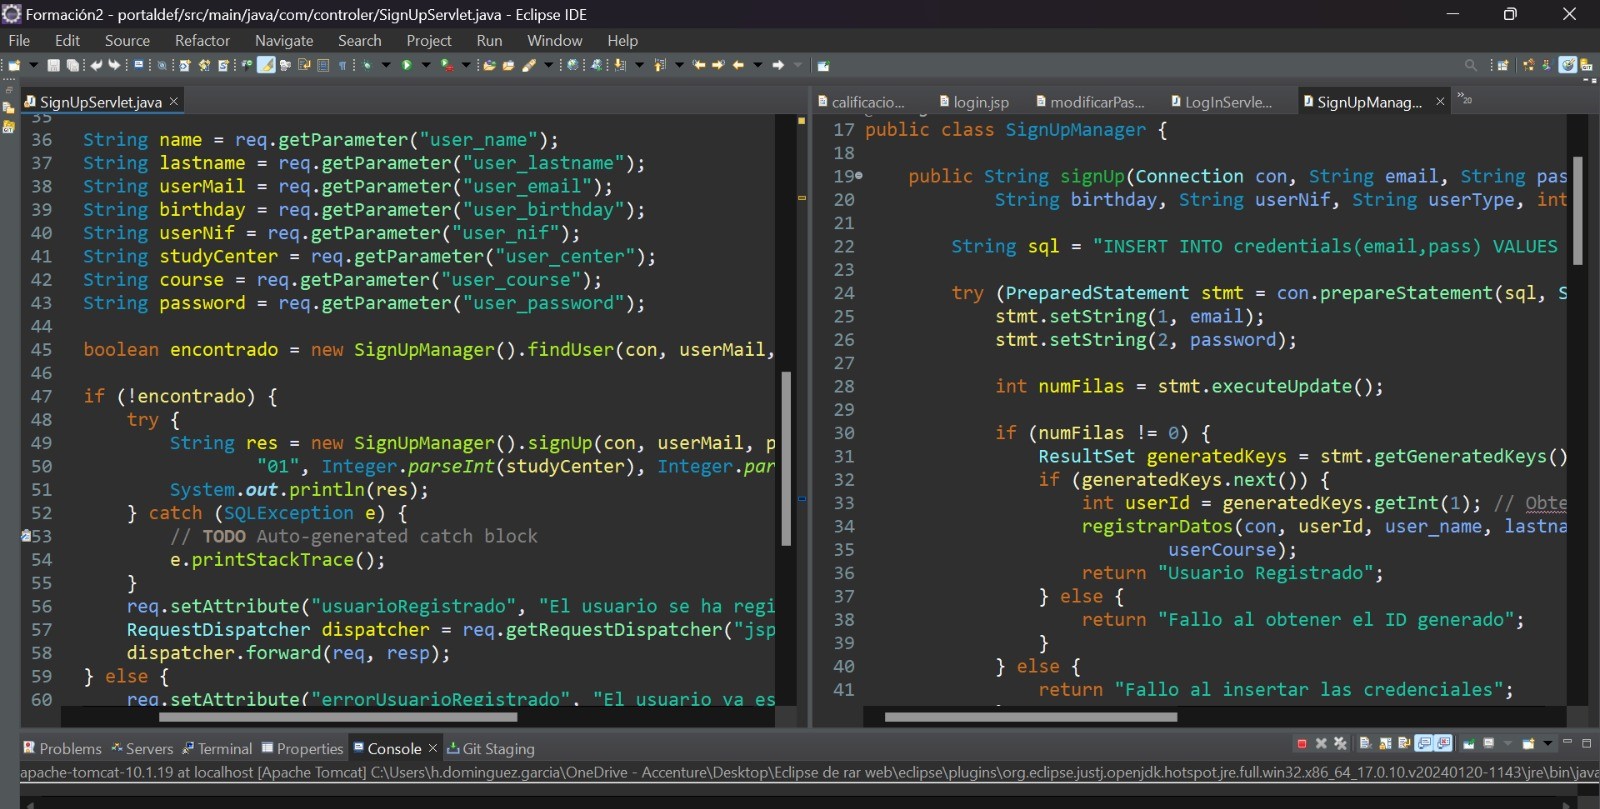 Formación2 - portaldef/src/main/java/com/controler/SignUpServlet.java - Eclipse IDE
File Edit Source Refactor Navigate Search Project Run Window Help
SignUpServlet.java
35
36 String name = req.getParameter("user_name");
37 String lastname = req.getParameter("user_lastname");
38 String userMail = req.getParameter("user_email");
39 String birthday = req.getParameter("user_birthday");
40 String userNif = req.getParameter("user_nif");
41 String studyCenter = req.getParameter("user_center");
42 String course = req.getParameter("user_course");
43 String password = req.getParameter("user_password");
44
45 boolean encontrado = new SignUpManager().findUser(con, userMail,
46
47 if (!encontrado) {
48 try {
49 String res = new SignUpManager().signUp(con, userMail, p
50 "01", Integer.parseInt(studyCenter), Integer.par
51 System.out.println(res);
52 } catch (SQLException e) {
53 // TODO Auto-generated catch block
54 e.printStackTrace();
55 }
56 req.setAttribute("usuarioRegistrado", "El usuario se ha regi
57 RequestDispatcher dispatcher = req.getRequestDispatcher("jsp
58 dispatcher.forward(req, resp);
59 } else {
60 req.setAttribute("errorUsuarioRegistrado", "El usuario ya es
calificacio... login.jsp modificarPas... LogInServle... SignUpManag... »20
17 public class SignUpManager {
18
19 public String signUp(Connection con, String email, String pas
20 String birthday, String userNif, String userType, int
21
22 String sql = "INSERT INTO credentials(email,pass) VALUES
23
24 try (PreparedStatement stmt = con.prepareStatement(sql, S
25 stmt.setString(1, email);
26 stmt.setString(2, password);
27
28 int numFilas = stmt.executeUpdate();
29
30 if (numFilas != 0) {
31 ResultSet generatedKeys = stmt.getGeneratedKeys()
32 if (generatedKeys.next()) {
33 int userId = generatedKeys.getInt(1); // Obte
34 registrarDatos(con, userId, user_name, lastna
35 userCourse);
36 return "Usuario Registrado";
37 } else {
38 return "Fallo al obtener el ID generado";
39 }
40 } else {
41 return "Fallo al insertar las credenciales";
Problems Servers Terminal Properties Console Git Staging
apache-tomcat-10.1.19 at localhost [Apache Tomcat] C:\Users\h.dominguez.garcia\OneDrive - Accenture\Desktop\Eclipse de rar web\eclipse\plugins\org.eclipse.justj.openjdk.hotspot.jre.full.win32.x86_64_17.0.10.v20240120-1143\jre\bin\java